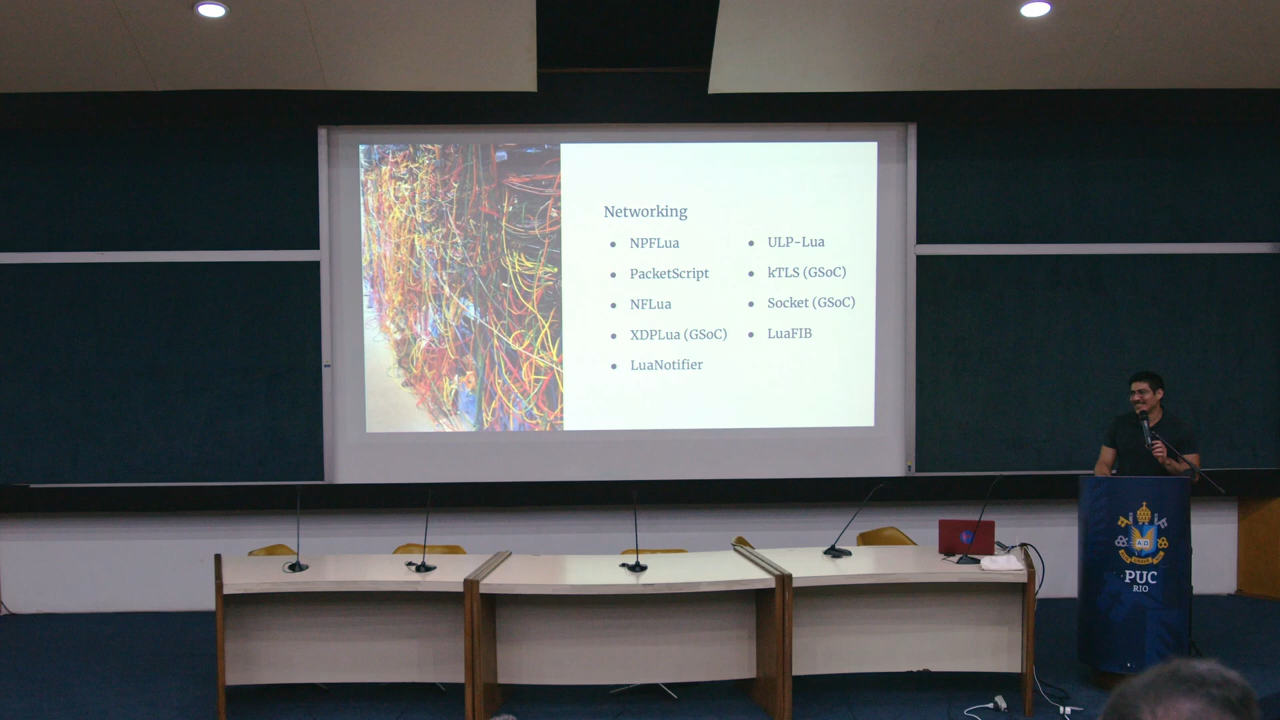 Networking
NPFLua
PacketScript
NFLua
XDPLua (GSoC)
LuaNotifier
ULP-Lua
kTLS (GSoC)
Socket (GSoC)
LuaFIB
PUC
RIO